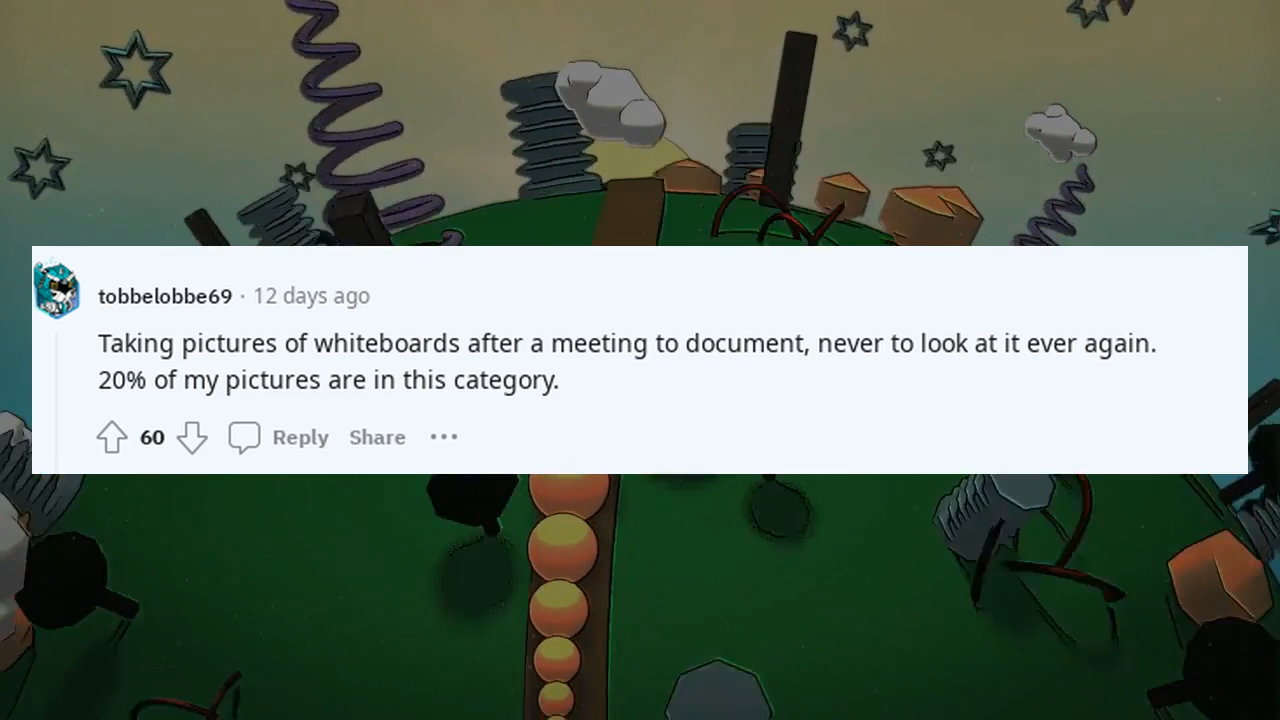 tobbelobbe69 · 12 days ago
Taking pictures of whiteboards after a meeting to document, never to look at it ever again.
20% of my pictures are in this category.
60 Reply Share •••